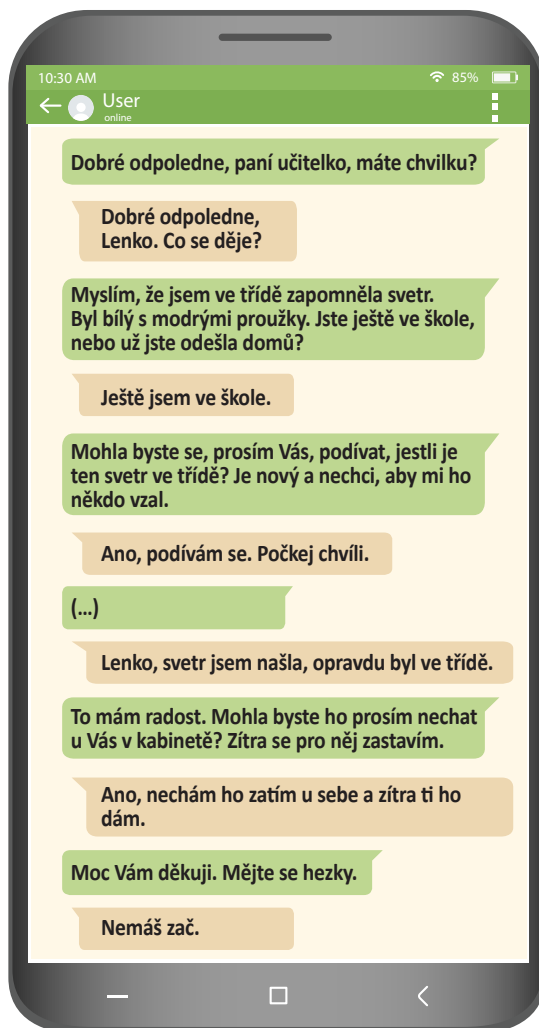 10:30 AM
85%
User
online
Dobré odpoledne, paní učitelko, máte chvilku?
Dobré odpoledne,
Lenko. Co se děje?
Myslím, že jsem ve třídě zapomněla svetr.
Byl bílý s modrými proužky. Jste ještě ve škole,
nebo už jste odešla domů?
Ještě jsem ve škole.
Mohla byste se, prosím Vás, podívat, jestli je
ten svetr ve třídě? Je nový a nechci, aby mi ho
někdo vzal.
Ano, podívám se. Počkej chvíli.
(...)
Lenko, svetr jsem našla, opravdu byl ve třídě.
To mám radost. Mohla byste ho prosím nechat
u Vás v kabinetě? Zítra se pro něj zastavím.
Ano, nechám ho zatím u sebe a zítra ti ho
dám.
Moc Vám děkuji. Mějte se hezky.
Nemáš zač.